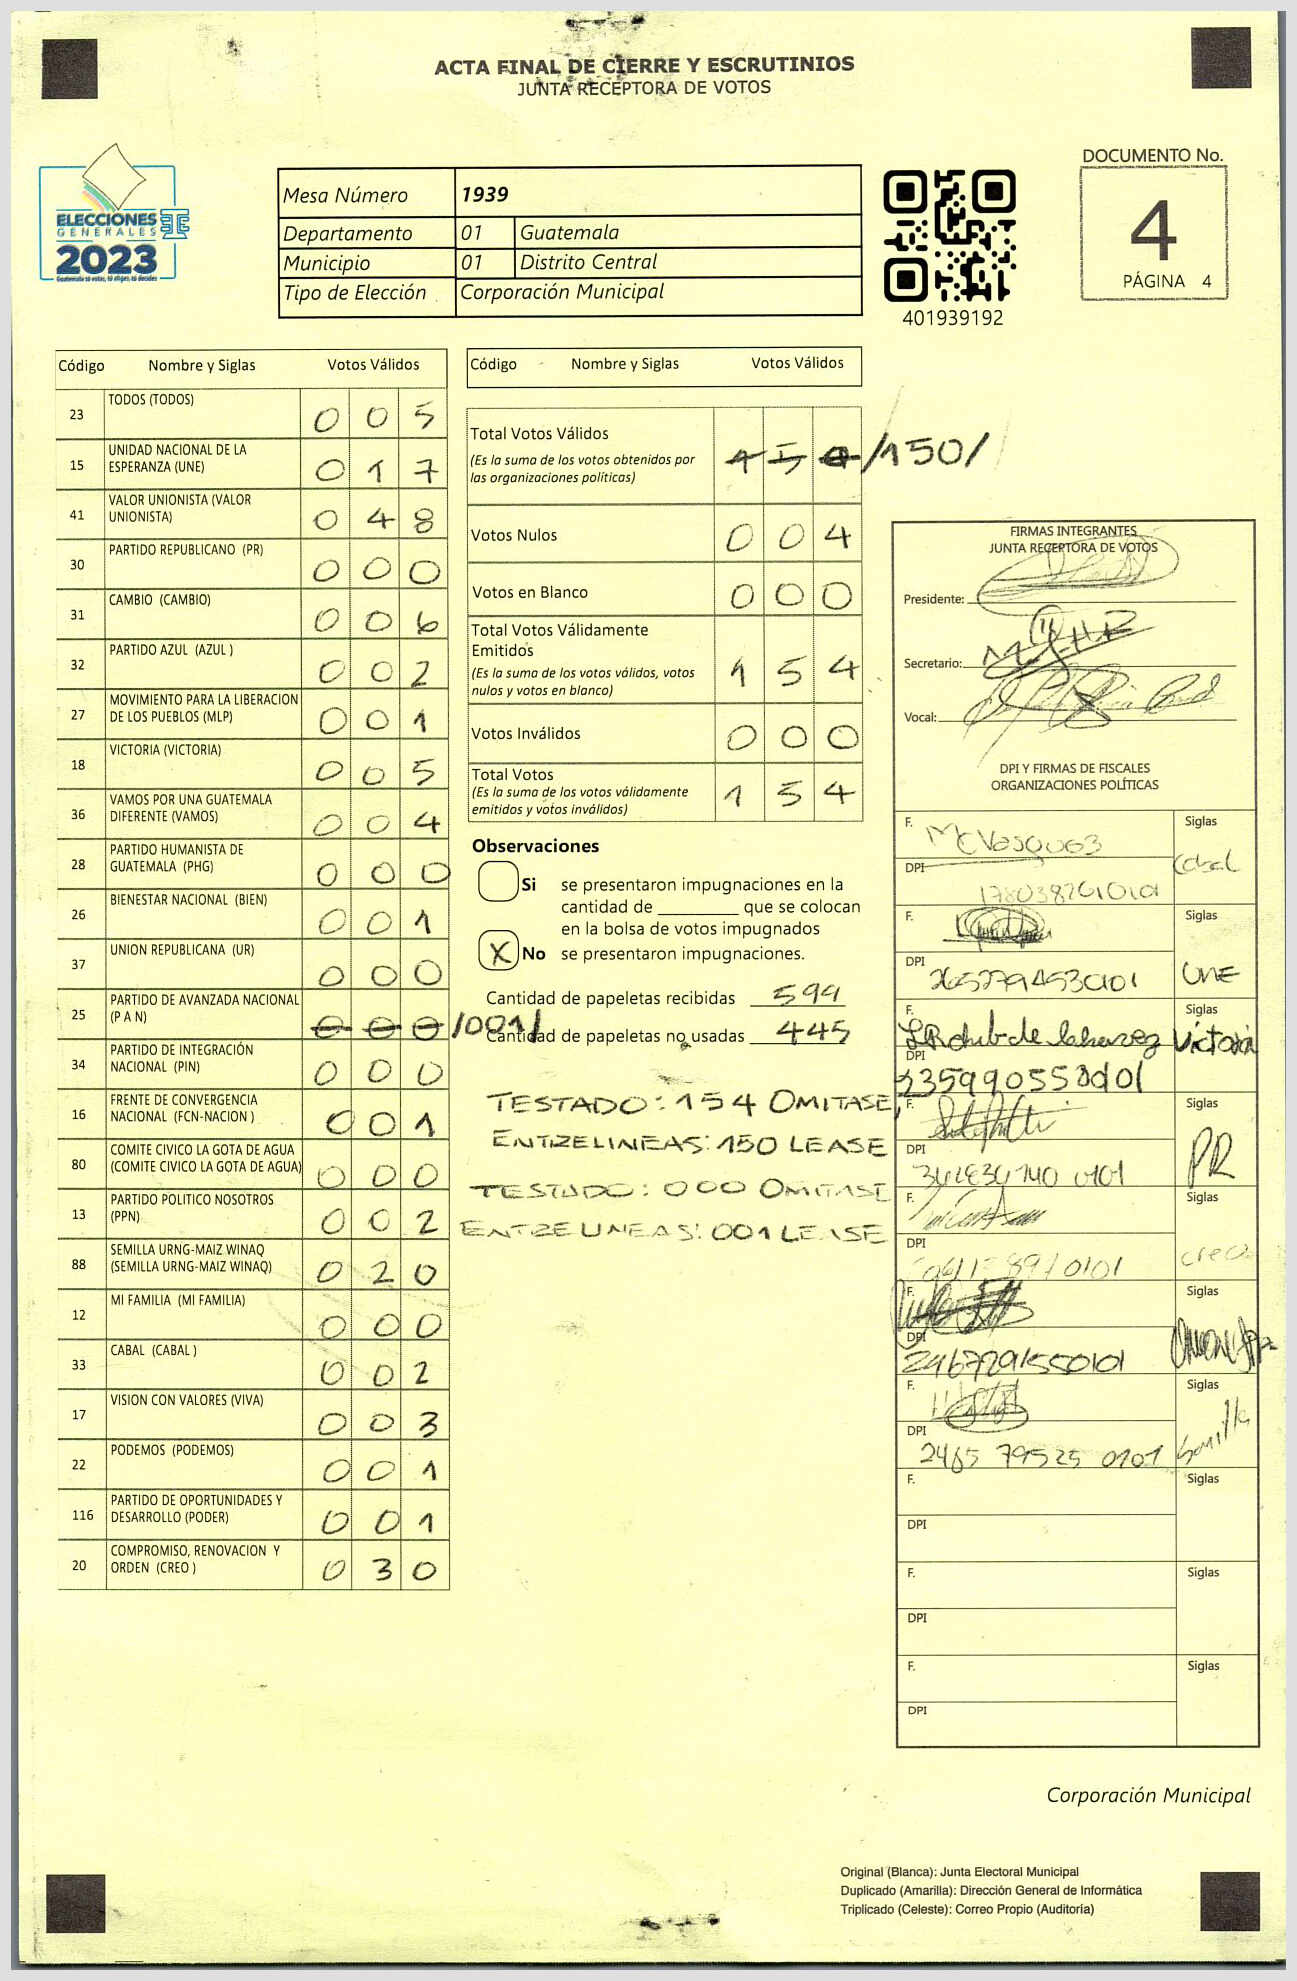 ACTA FINAL DE CIERRE Y ESCRUTINIOS
JUNTA RECEPTORA DE VOTOS
ELECCIONES
GENERALES
2023
Mesa Número 1939
Departamento 01 Guatemala
Municipio 01 Distrito Central
Tipo de Elección Corporación Municipal
401939192
DOCUMENTO No.
4
PÁGINA 4
Código Nombre y Siglas Votos Válidos
23 TODOS (TODOS) 0 0 5
15 UNIDAD NACIONAL DE LA ESPERANZA (UNE) 0 1 7
41 VALOR UNIONISTA (VALOR UNIONISTA) 0 4 8
30 PARTIDO REPUBLICANO (PR) 0 0 0
31 CAMBIO (CAMBIO) 0 0 6
32 PARTIDO AZUL (AZUL ) 0 0 2
27 MOVIMIENTO PARA LA LIBERACION DE LOS PUEBLOS (MLP) 0 0 1
18 VICTORIA (VICTORIA) 0 0 5
36 VAMOS POR UNA GUATEMALA DIFERENTE (VAMOS) 0 0 4
28 PARTIDO HUMANISTA DE GUATEMALA (PHG) 0 0 0
26 BIENESTAR NACIONAL (BIEN) 0 0 1
37 UNION REPUBLICANA (UR) 0 0 0
25 PARTIDO DE AVANZADA NACIONAL (P A N) 0 0 0 /001/
34 PARTIDO DE INTEGRACIÓN NACIONAL (PIN) 0 0 0
16 FRENTE DE CONVERGENCIA NACIONAL (FCN-NACION ) 0 0 1
80 COMITE CIVICO LA GOTA DE AGUA (COMITE CIVICO LA GOTA DE AGUA) 0 0 0
13 PARTIDO POLITICO NOSOTROS (PPN) 0 0 2
88 SEMILLA URNG-MAIZ WINAQ (SEMILLA URNG-MAIZ WINAQ) 0 2 0
12 MI FAMILIA (MI FAMILIA) 0 0 0
33 CABAL (CABAL ) 0 0 2
17 VISION CON VALORES (VIVA) 0 0 3
22 PODEMOS (PODEMOS) 0 0 1
116 PARTIDO DE OPORTUNIDADES Y DESARROLLO (PODER) 0 0 1
20 COMPROMISO, RENOVACION Y ORDEN (CREO ) 0 3 0
Código Nombre y Siglas Votos Válidos
Total Votos Válidos /150/
(Es la suma de los votos obtenidos por
las organizaciones políticas)
Votos Nulos 0 0 4
Votos en Blanco 0 0 0
Total Votos Válidamente
Emitidos
(Es la suma de los votos válidos, votos
nulos y votos en blanco) 1 5 4
Votos Inválidos 0 0 0
Total Votos
(Es la suma de los votos válidamente
emitidos y votos inválidos) 1 5 4
Observaciones
Si se presentaron impugnaciones en la
cantidad de que se colocan
en la bolsa de votos impugnados
X No se presentaron impugnaciones.
Cantidad de papeletas recibidas 599
Cantidad de papeletas no usadas 445
TESTADO: 154 OMITASE,
ENTRELINEAS: 150 LEASE
TESTADO: 000 OMITASE
ENTRELINEAS: 001 LEASE
FIRMAS INTEGRANTES
JUNTA RECEPTORA DE VOTOS
Presidente:
Secretario:
Vocal:
DPI Y FIRMAS DE FISCALES
ORGANIZACIONES POLÍTICAS
F. Siglas
DPI
F. Siglas
DPI UNE
F. Siglas
Victoria
DPI
F. Siglas
DPI PR
F. Siglas
DPI creo
F. Siglas
DPI
F. Siglas
DPI Semilla
F. Siglas
DPI
F. Siglas
DPI
F. Siglas
DPI
Corporación Municipal
Original (Blanca): Junta Electoral Municipal
Duplicado (Amarilla): Dirección General de Informática
Triplicado (Celeste): Correo Propio (Auditoría)